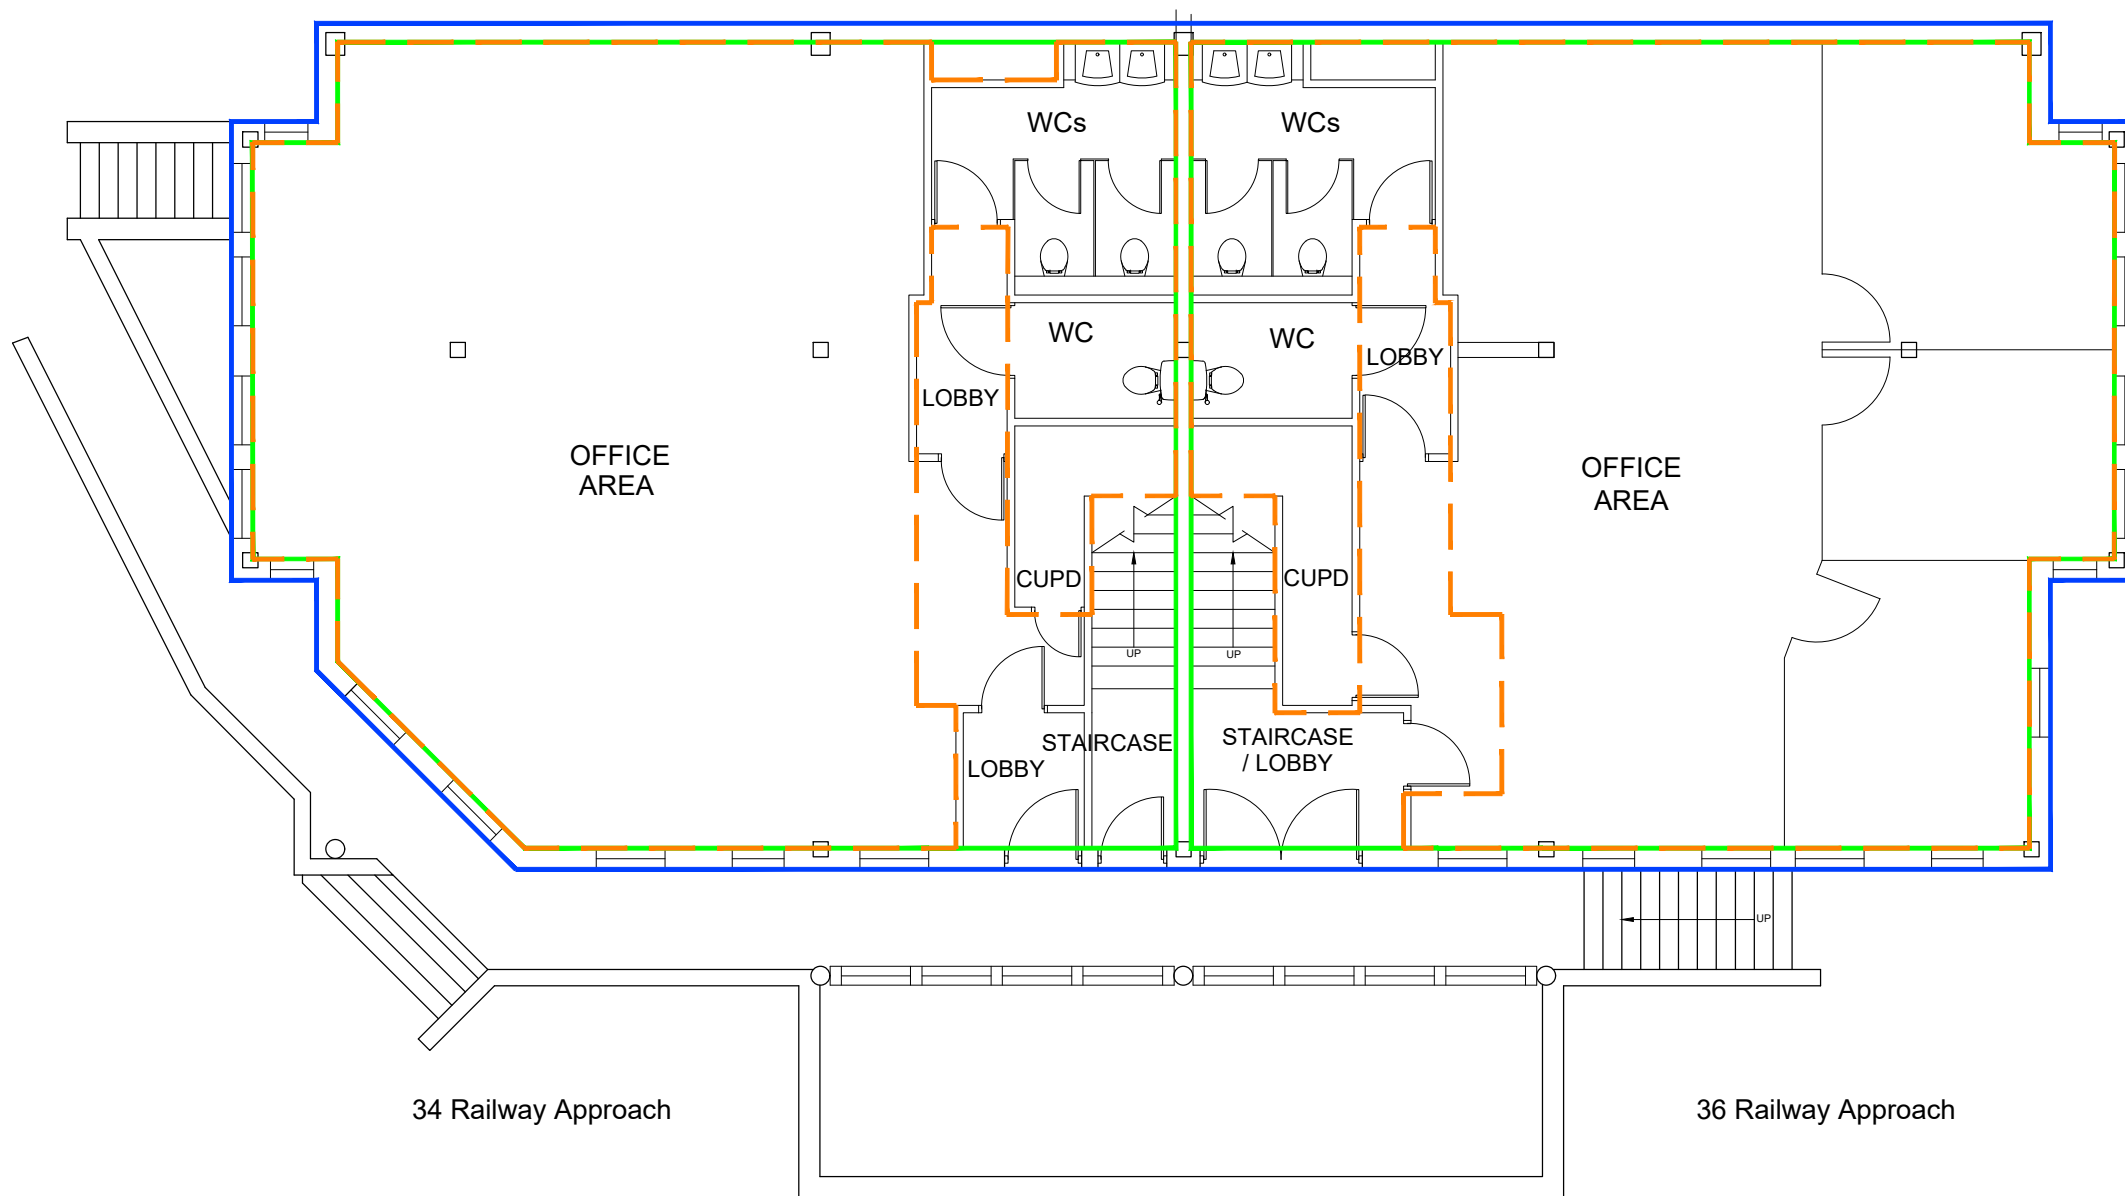 WCs
WCs
WC
WC
LOBBY
LOBBY
OFFICE
AREA
OFFICE
AREA
CUPD
CUPD
UP
UP
STAIRCASE
STAIRCASE
/ LOBBY
LOBBY
UP
34 Railway Approach
36 Railway Approach